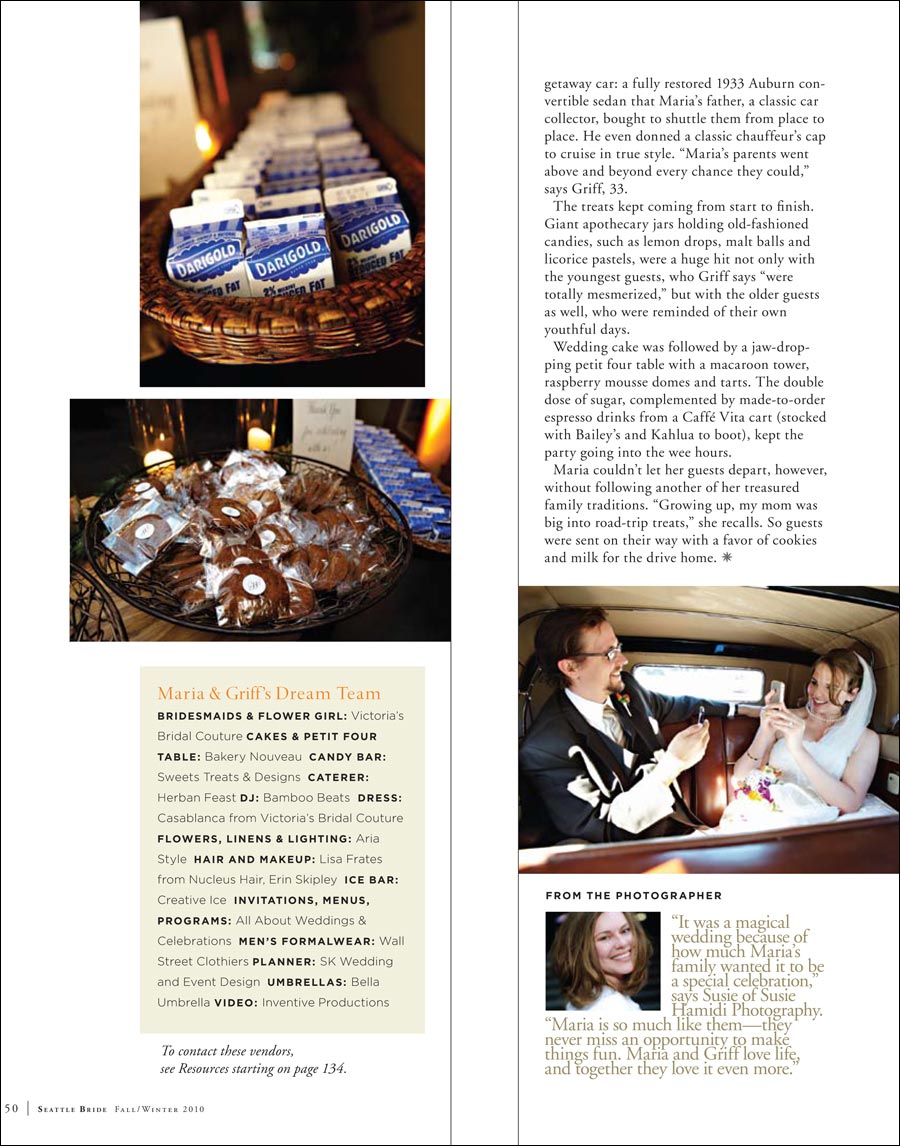 DARIGOLD
DARIGOLD
DARIGOLD
2%
REDUCED FAT
2%
REDUCED FAT
Thank You
for celebrating
with us!
Maria & Griff’s Dream Team
BRIDESMAIDS & FLOWER GIRL: Victoria’s
Bridal Couture CAKES & PETIT FOUR
TABLE: Bakery Nouveau CANDY BAR:
Sweets Treats & Designs CATERER:
Herban Feast DJ: Bamboo Beats DRESS:
Casablanca from Victoria’s Bridal Couture
FLOWERS, LINENS & LIGHTING: Aria
Style HAIR AND MAKEUP: Lisa Frates
from Nucleus Hair, Erin Skipley ICE BAR:
Creative Ice INVITATIONS, MENUS,
PROGRAMS: All About Weddings &
Celebrations MEN’S FORMALWEAR: Wall
Street Clothiers PLANNER: SK Wedding
and Event Design UMBRELLAS: Bella
Umbrella VIDEO: Inventive Productions
To contact these vendors,
see Resources starting on page 134.
50 | SEATTLE BRIDE FALL/WINTER 2010
getaway car: a fully restored 1933 Auburn con-
vertible sedan that Maria’s father, a classic car
collector, bought to shuttle them from place to
place. He even donned a classic chauffeur’s cap
to cruise in true style. “Maria’s parents went
above and beyond every chance they could,”
says Griff, 33.
The treats kept coming from start to finish.
Giant apothecary jars holding old-fashioned
candies, such as lemon drops, malt balls and
licorice pastels, were a huge hit not only with
the youngest guests, who Griff says “were
totally mesmerized,” but with the older guests
as well, who were reminded of their own
youthful days.
Wedding cake was followed by a jaw-drop-
ping petit four table with a macaroon tower,
raspberry mousse domes and tarts. The double
dose of sugar, complemented by made-to-order
espresso drinks from a Caffé Vita cart (stocked
with Bailey’s and Kahlua to boot), kept the
party going into the wee hours.
Maria couldn’t let her guests depart, however,
without following another of her treasured
family traditions. “Growing up, my mom was
big into road-trip treats,” she recalls. So guests
were sent on their way with a favor of cookies
and milk for the drive home.
FROM THE PHOTOGRAPHER
“It was a magical
wedding because of
how much Maria’s
family wanted it to be
a special celebration,”
says Susie of Susie
Hamidi Photography.
“Maria is so much like them—they
never miss an opportunity to make
things fun. Maria and Griff love life,
and together they love it even more.”